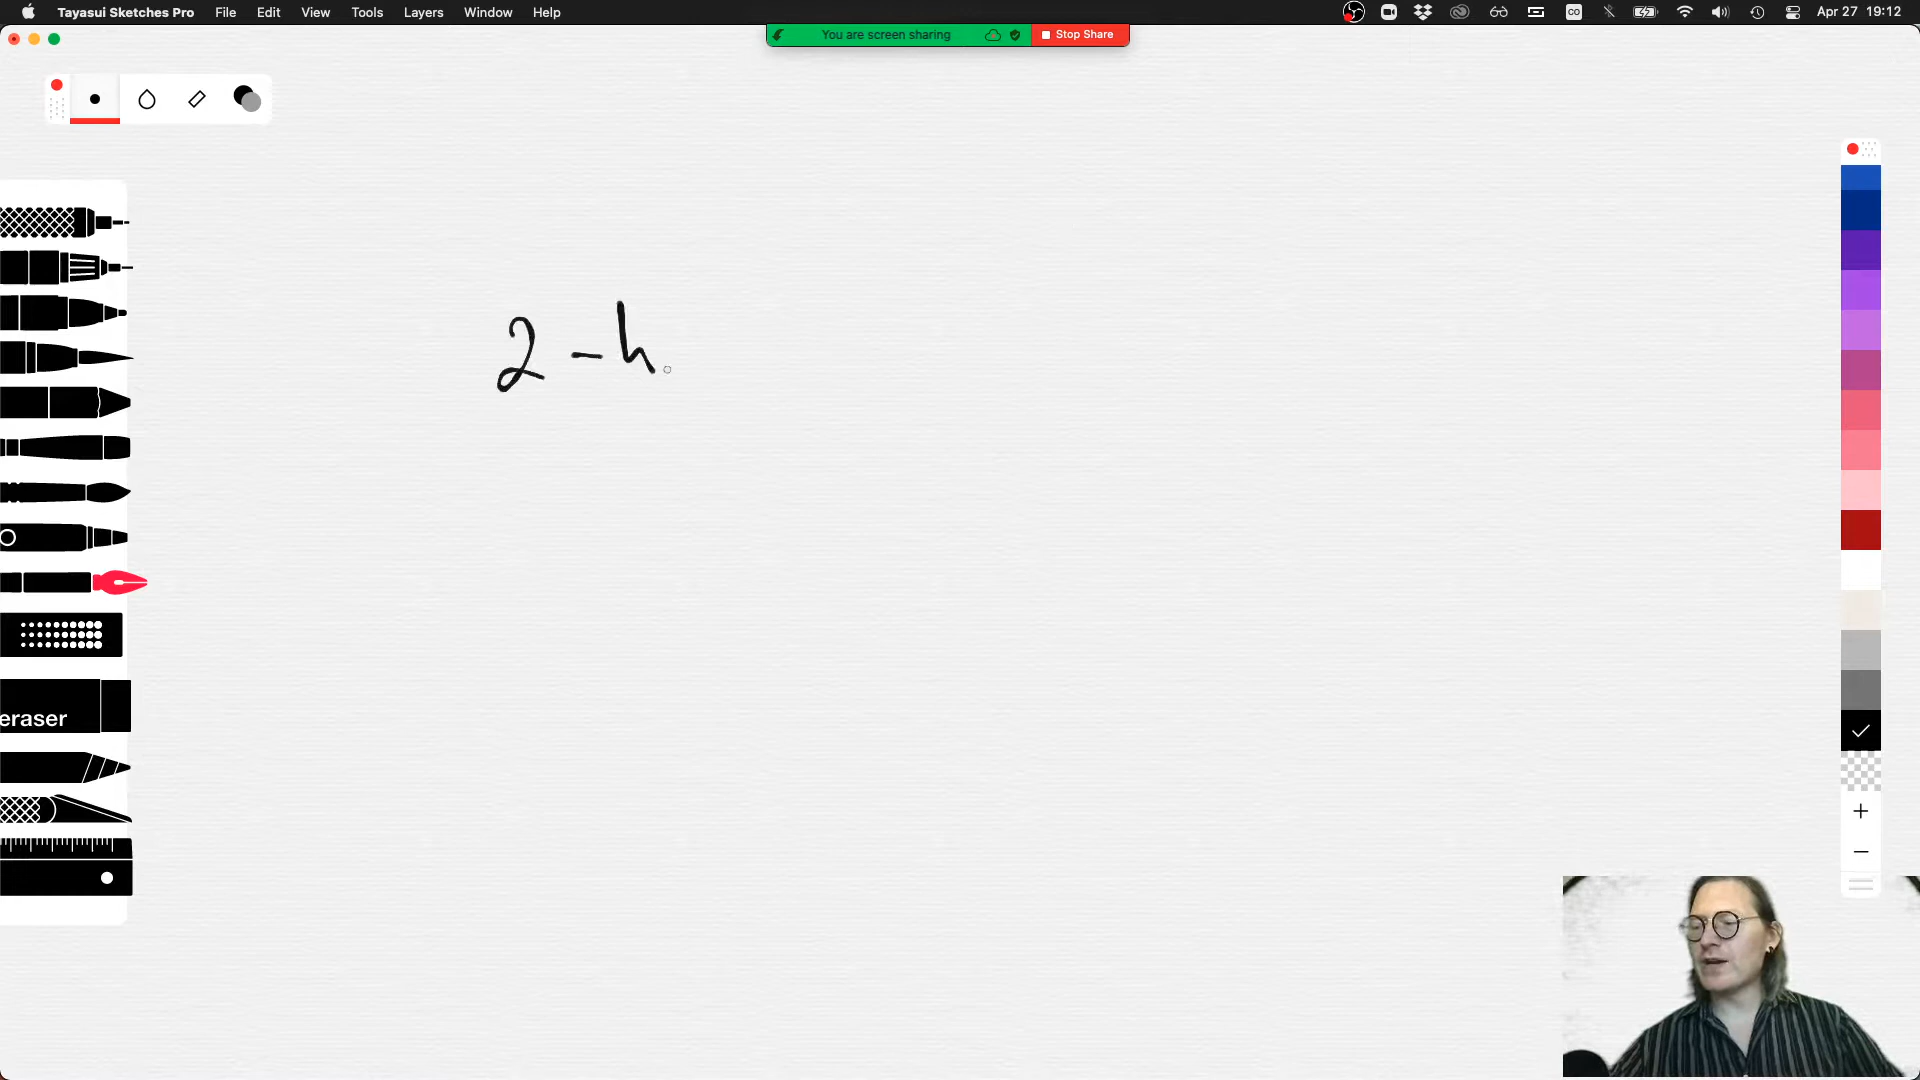 Tayasui Sketches Pro File Edit View Tools Layers Window Help Apr 27 19:12
You are screen sharing Stop Share
2 - h
eraser